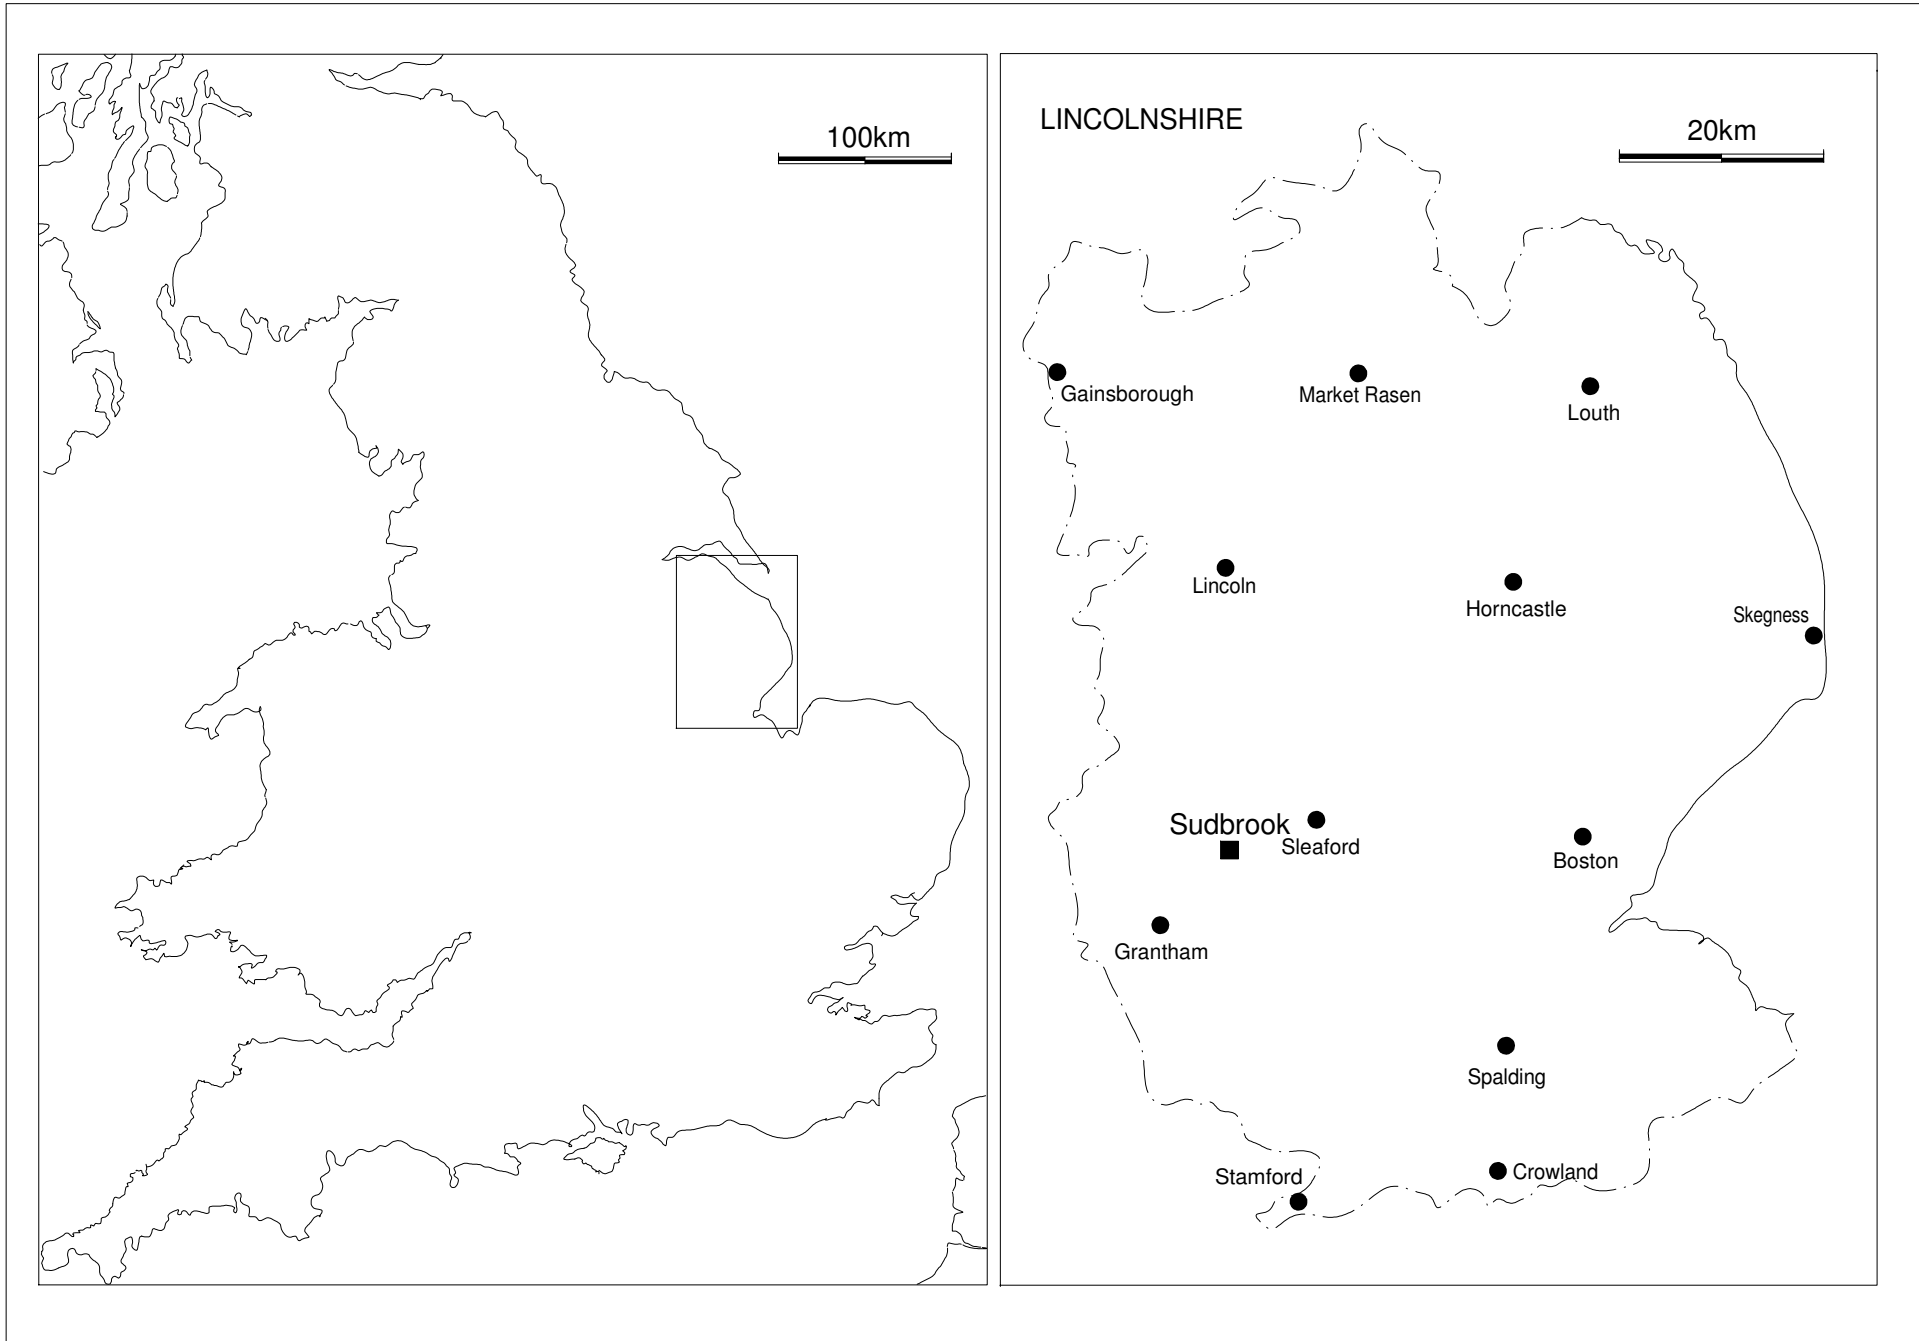 100km
LINCOLNSHIRE
20km
Gainsborough
Market Rasen
Louth
Lincoln
Horncastle
Skegness
Sudbrook
Sleaford
Boston
Grantham
Spalding
Stamford
Crowland